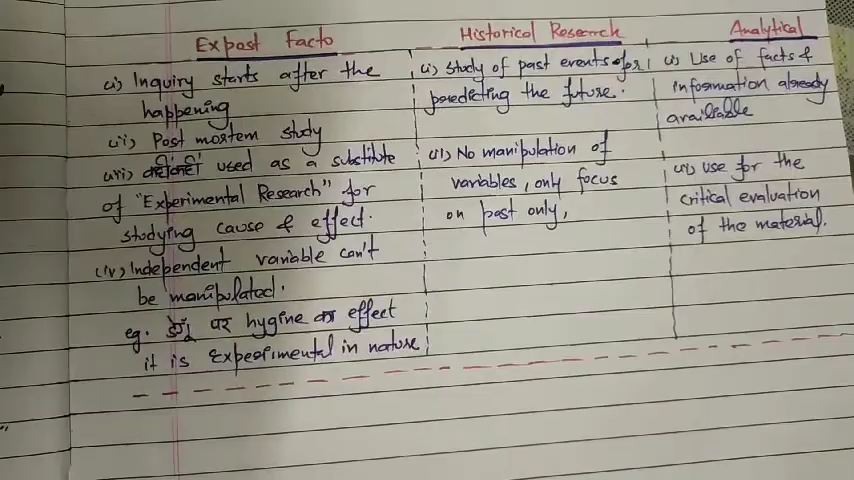 Expost Facto
(i) Inquiry starts after the
happening
(ii) Post mortem study
(iii) कहीं कहीं used as a substitute
of "Experimental Research" for
studying cause & effect.
(iv) Independent variable can't
be manipulated.
eg. डेंगू पर hygine का effect
it is Experimental in nature
Historical Research
(i) Study of past events for
predicting the future.
(ii) No manipulation of
variables, only focus
on past only,
Analytical
(i) Use of facts &
information already
available
(ii) use for the
critical evaluation
of the material.